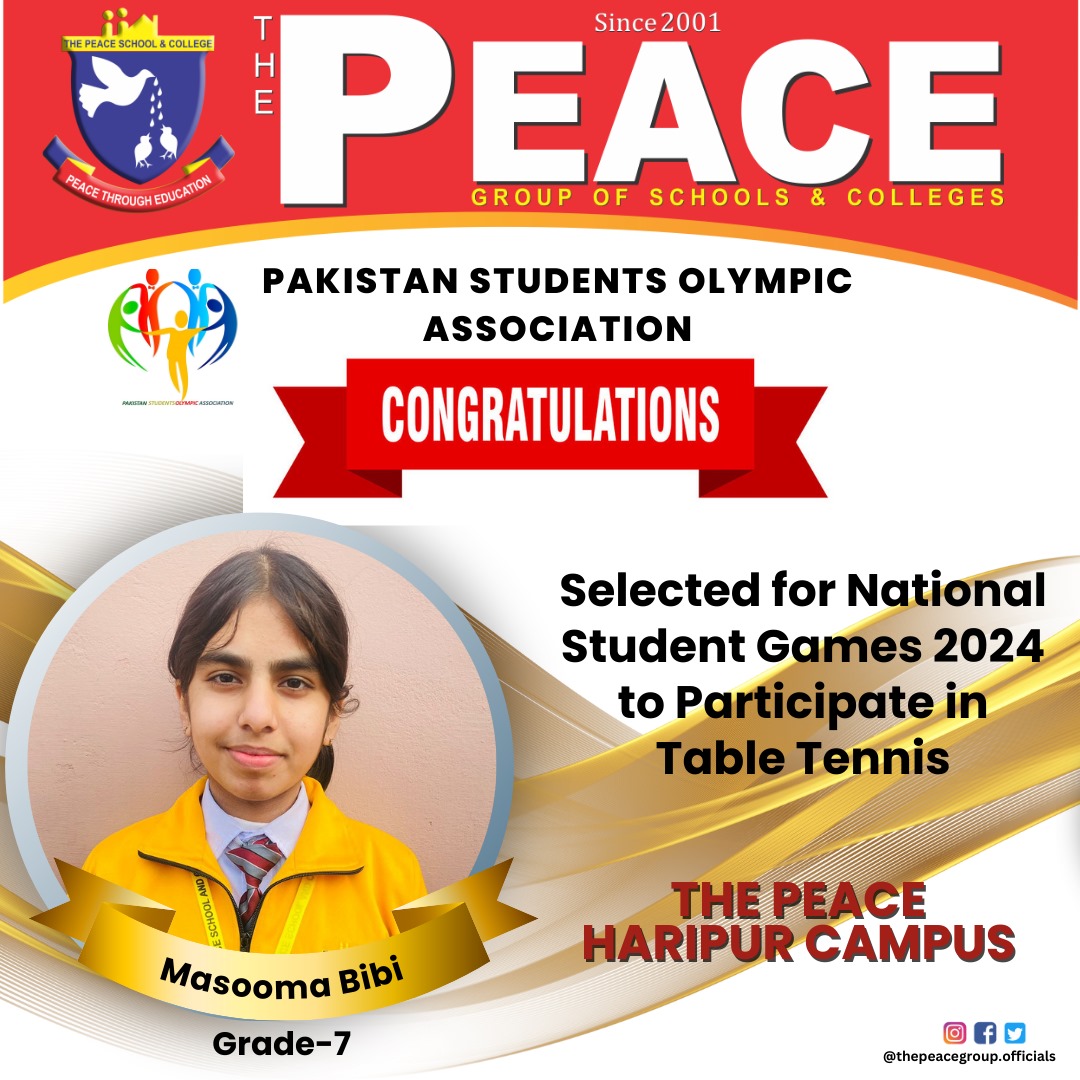 THE PEACE SCHOOL & COLLEGE
PEACE THROUGH EDUCATION
Since 2001
THE
PEACE
GROUP OF SCHOOLS & COLLEGES
PAKISTAN STUDENTS OLYMPIC ASSOCIATION
PAKISTAN STUDENTS OLYMPIC
ASSOCIATION
CONGRATULATIONS
Selected for National
Student Games 2024
to Participate in
Table Tennis
E SCHOOL AND
THE PEACE
HARIPUR CAMPUS
Masooma Bibi
Grade-7
@thepeacegroup.officials